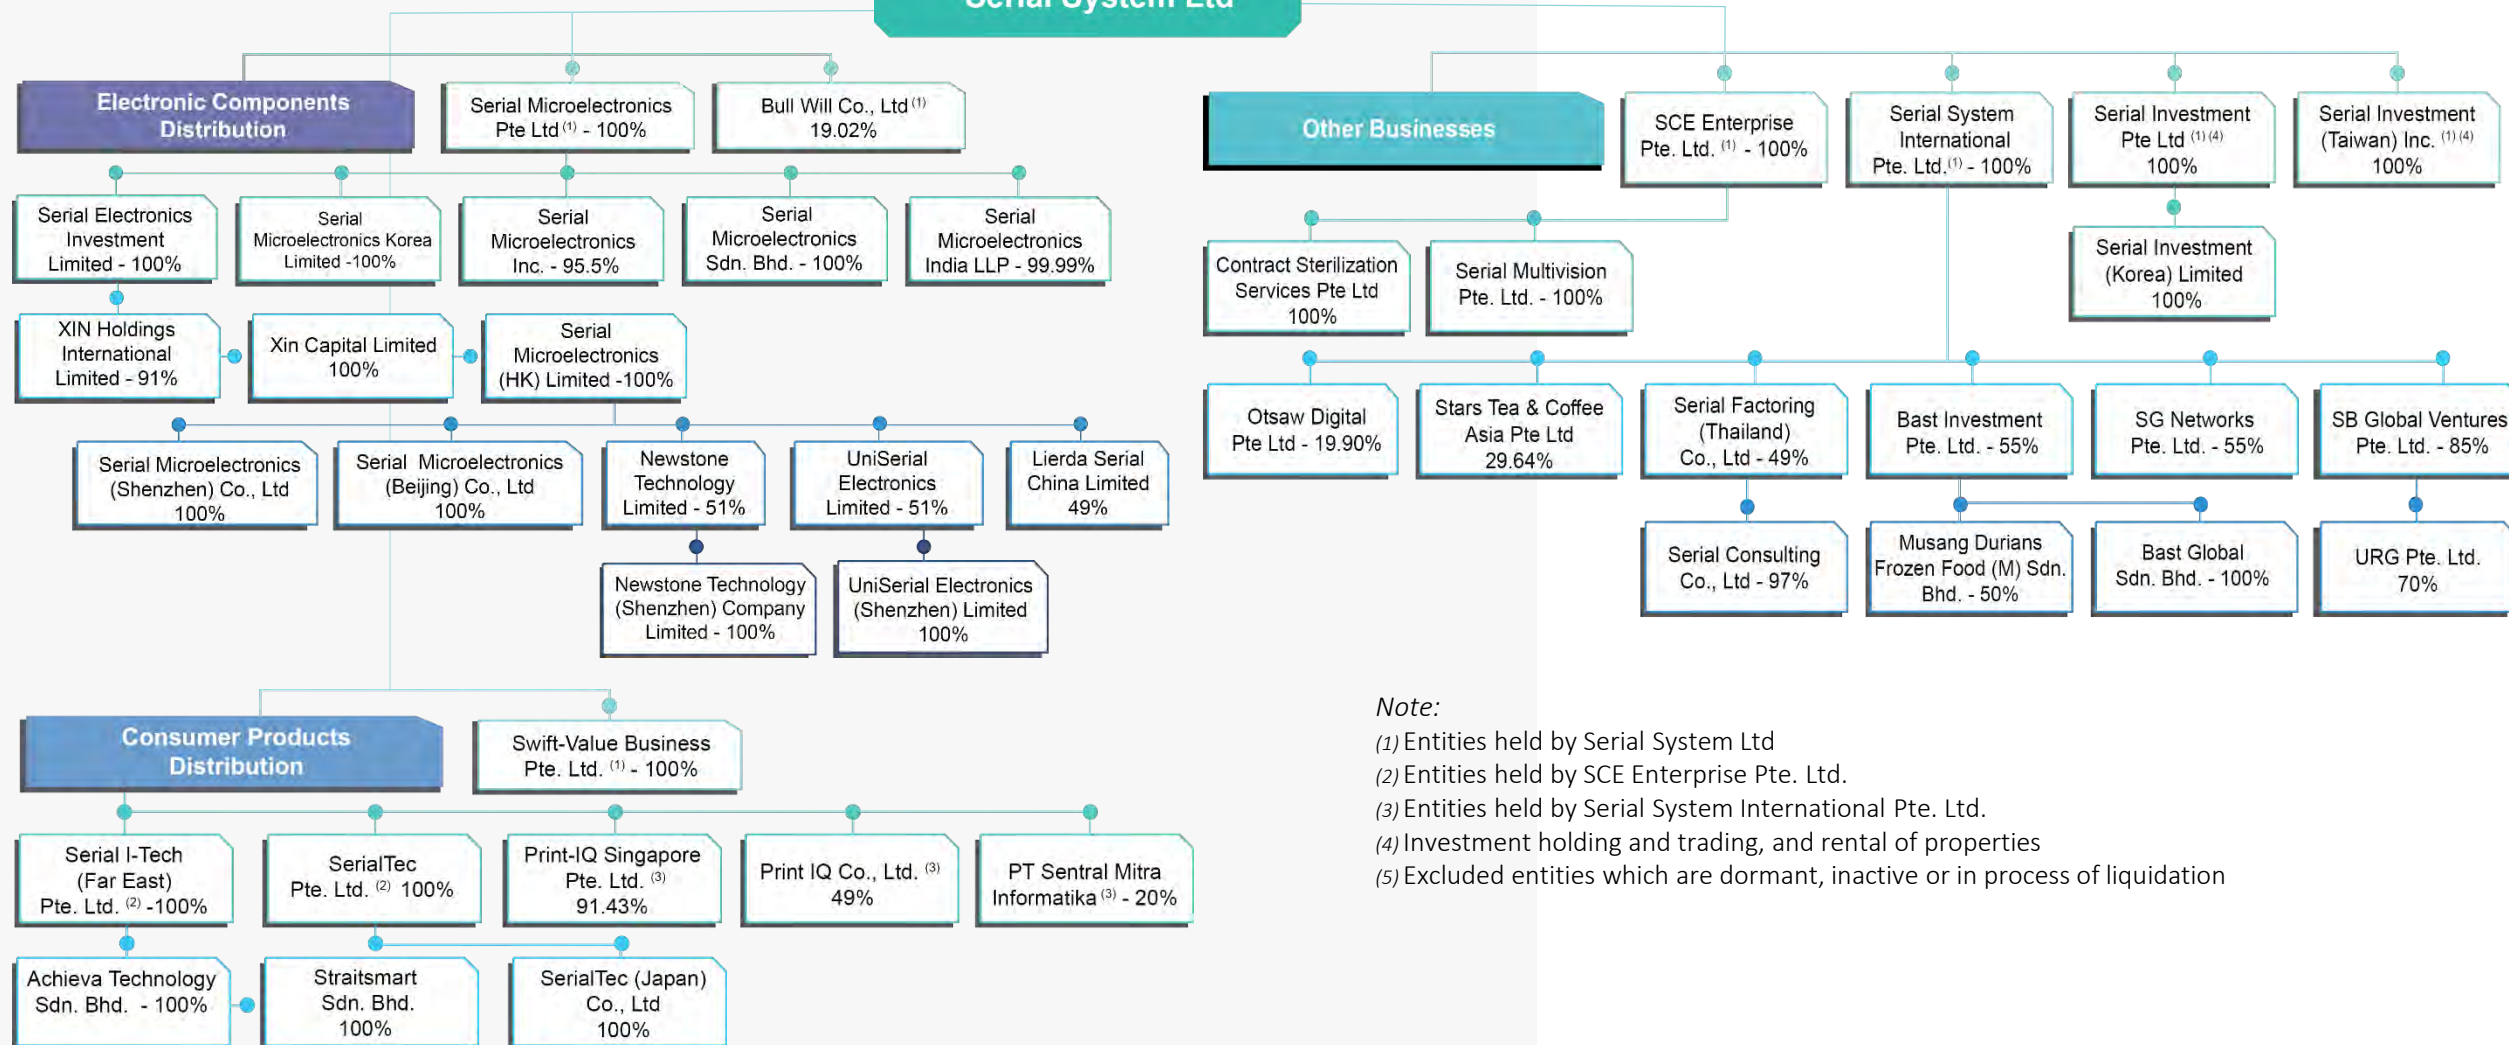 Serial System Ltd
Electronic Components
Distribution
Serial Microelectronics
Pte Ltd (1) - 100%
Bull Will Co., Ltd (1)
19.02%
Serial Electronics
Investment
Limited - 100%
Serial
Microelectronics Korea
Limited -100%
Serial
Microelectronics
Inc. - 95.5%
Serial
Microelectronics
Sdn. Bhd. - 100%
Serial
Microelectronics
India LLP - 99.99%
XIN Holdings
International
Limited - 91%
Xin Capital Limited
100%
Serial
Microelectronics
(HK) Limited -100%
Serial Microelectronics
(Shenzhen) Co., Ltd
100%
Serial Microelectronics
(Beijing) Co., Ltd
100%
Newstone
Technology
Limited - 51%
UniSerial
Electronics
Limited - 51%
Lierda Serial
China Limited
49%
Newstone Technology
(Shenzhen) Company
Limited - 100%
UniSerial Electronics
(Shenzhen) Limited
100%
Other Businesses
SCE Enterprise
Pte. Ltd. (1) - 100%
Serial System
International
Pte. Ltd.(1) - 100%
Serial Investment
Pte Ltd (1) (4)
100%
Serial Investment
(Taiwan) Inc. (1) (4)
100%
Contract Sterilization
Services Pte Ltd
100%
Serial Multivision
Pte. Ltd. - 100%
Serial Investment
(Korea) Limited
100%
Otsaw Digital
Pte Ltd - 19.90%
Stars Tea & Coffee
Asia Pte Ltd
29.64%
Serial Factoring
(Thailand)
Co., Ltd - 49%
Bast Investment
Pte. Ltd. - 55%
SG Networks
Pte. Ltd. - 55%
SB Global Ventures
Pte. Ltd. - 85%
Serial Consulting
Co., Ltd - 97%
Musang Durians
Frozen Food (M) Sdn.
Bhd. - 50%
Bast Global
Sdn. Bhd. - 100%
URG Pte. Ltd.
70%
Consumer Products
Distribution
Swift-Value Business
Pte. Ltd. (1) - 100%
Serial I-Tech
(Far East)
Pte. Ltd. (2) -100%
SerialTec
Pte. Ltd. (2) 100%
Print-IQ Singapore
Pte. Ltd. (3)
91.43%
Print IQ Co., Ltd. (3)
49%
PT Sentral Mitra
Informatika (3) - 20%
Achieva Technology
Sdn. Bhd. - 100%
Straitsmart
Sdn. Bhd.
100%
SerialTec (Japan)
Co., Ltd
100%
Note:
(1) Entities held by Serial System Ltd
(2) Entities held by SCE Enterprise Pte. Ltd.
(3) Entities held by Serial System International Pte. Ltd.
(4) Investment holding and trading, and rental of properties
(5) Excluded entities which are dormant, inactive or in process of liquidation